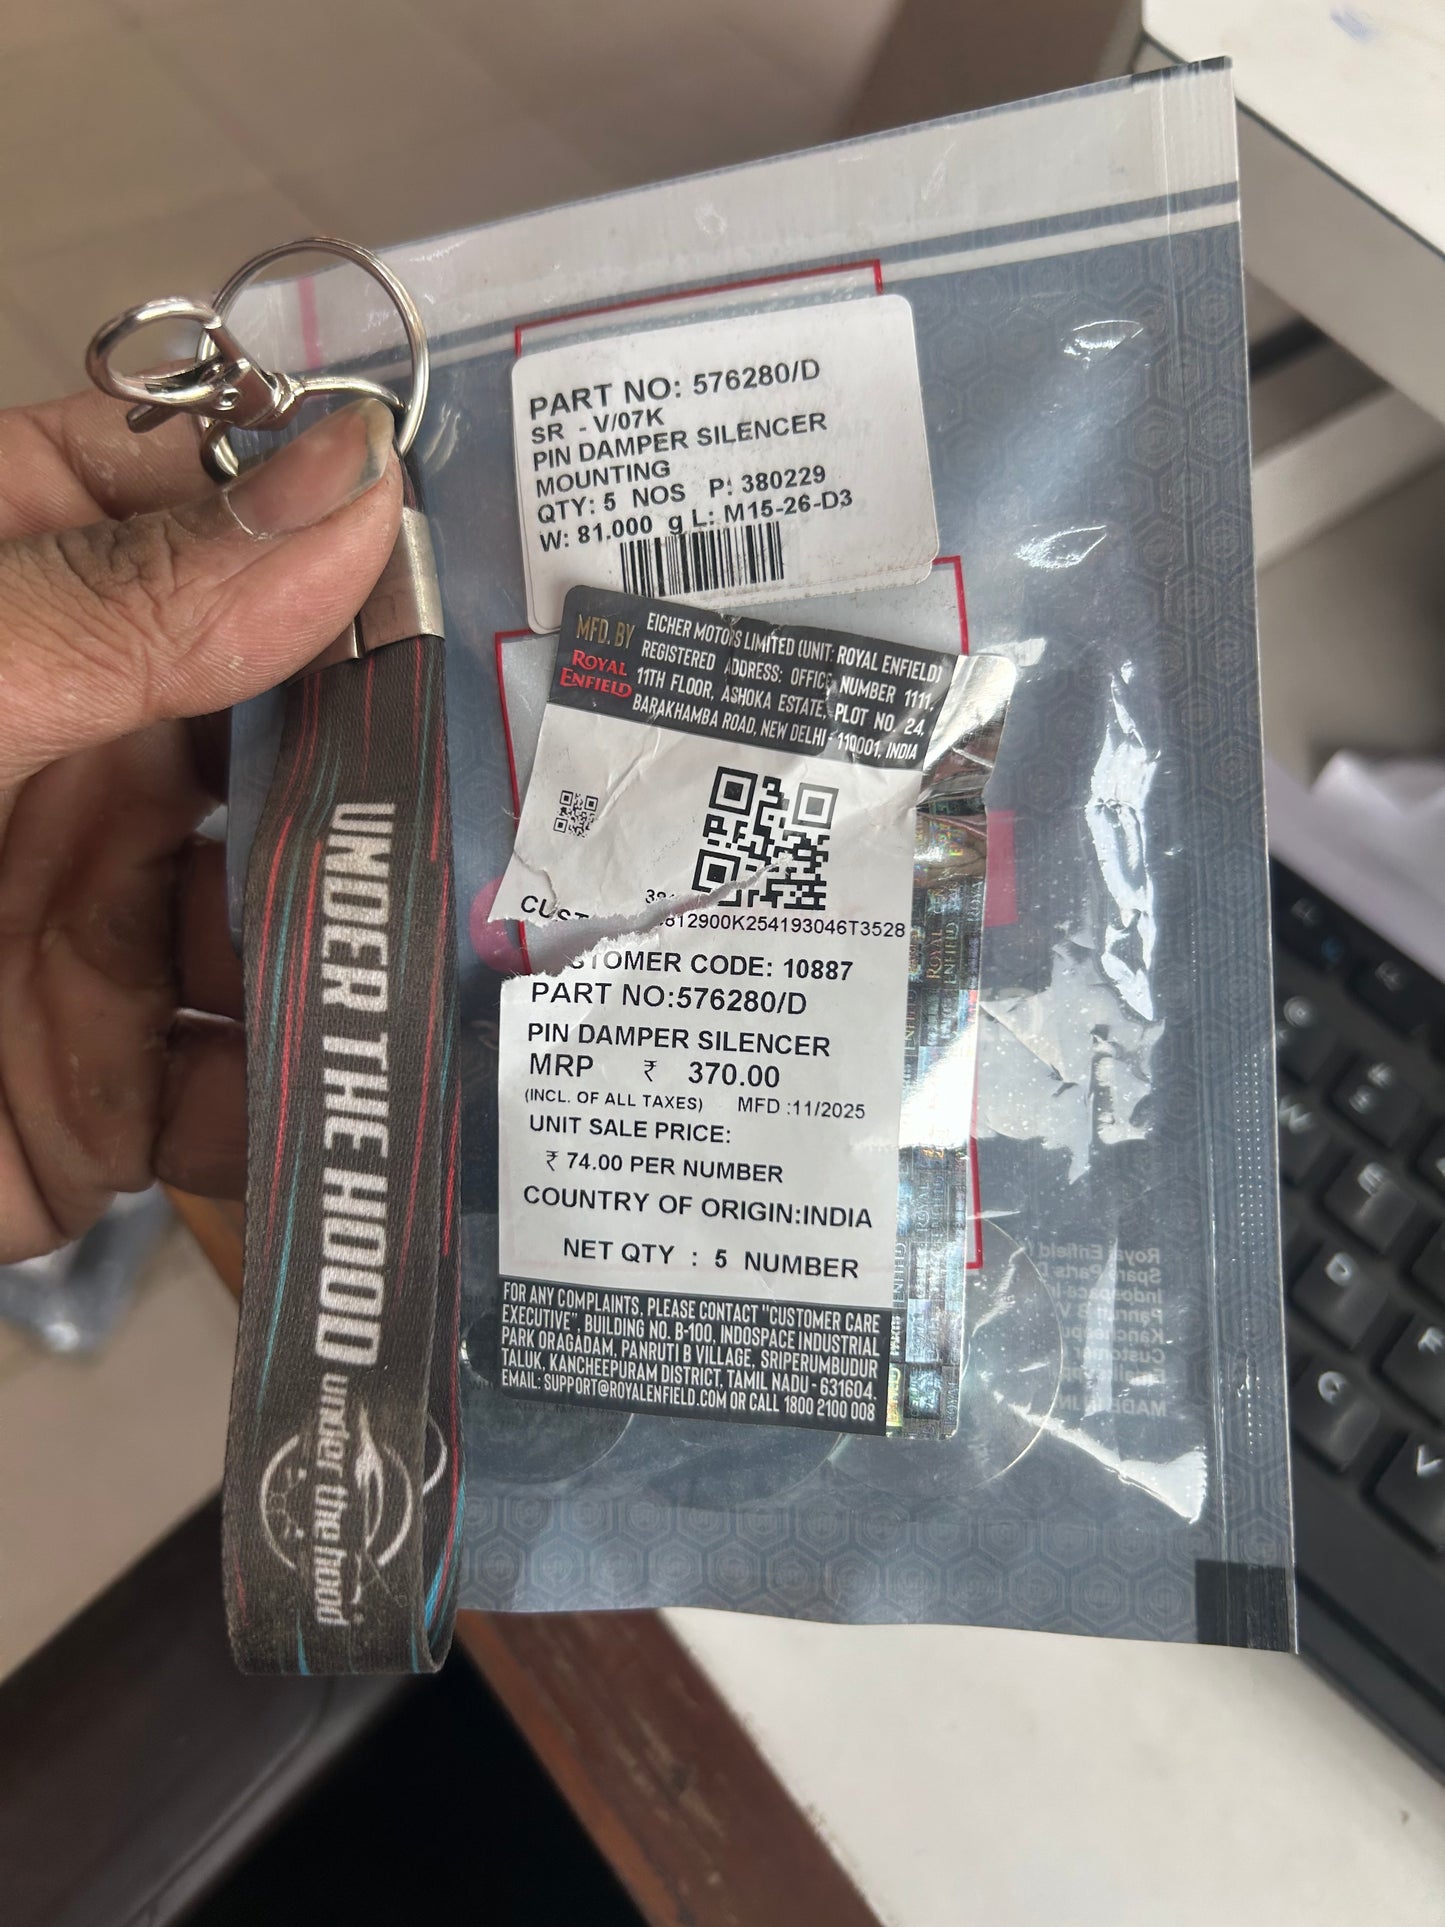 PART NO: 576280/D
SR - V/07K
PIN DAMPER SILENCER
MOUNTING
QTY: 5 NOS P: 380229
W: 81.000 g L: M15-26-D3
MFD. BY
ROYAL
ENFIELD
EICHER MOTORS LIMITED (UNIT: ROYAL ENFIELD)
REGISTERED ADDRESS: OFFICE NUMBER 1111,
11TH FLOOR, ASHOKA ESTATE, PLOT NO. 24,
BARAKHAMBA ROAD, NEW DELHI - 110001, INDIA
812900K254193046T3528
CUSTOMER CODE: 10887
PART NO:576280/D
PIN DAMPER SILENCER
MRP ₹ 370.00
(INCL. OF ALL TAXES) MFD :11/2025
UNIT SALE PRICE:
₹ 74.00 PER NUMBER
COUNTRY OF ORIGIN:INDIA
NET QTY : 5 NUMBER
FOR ANY COMPLAINTS, PLEASE CONTACT "CUSTOMER CARE
EXECUTIVE", BUILDING NO. B-100, INDOSPACE INDUSTRIAL
PARK ORAGADAM, PANRUTI B VILLAGE, SRIPERUMBUDUR
TALUK, KANCHEEPURAM DISTRICT, TAMIL NADU - 631604.
EMAIL: SUPPORT@ROYALENFIELD.COM OR CALL 1800 2100 008
UNDER THE HOOD
under the hood